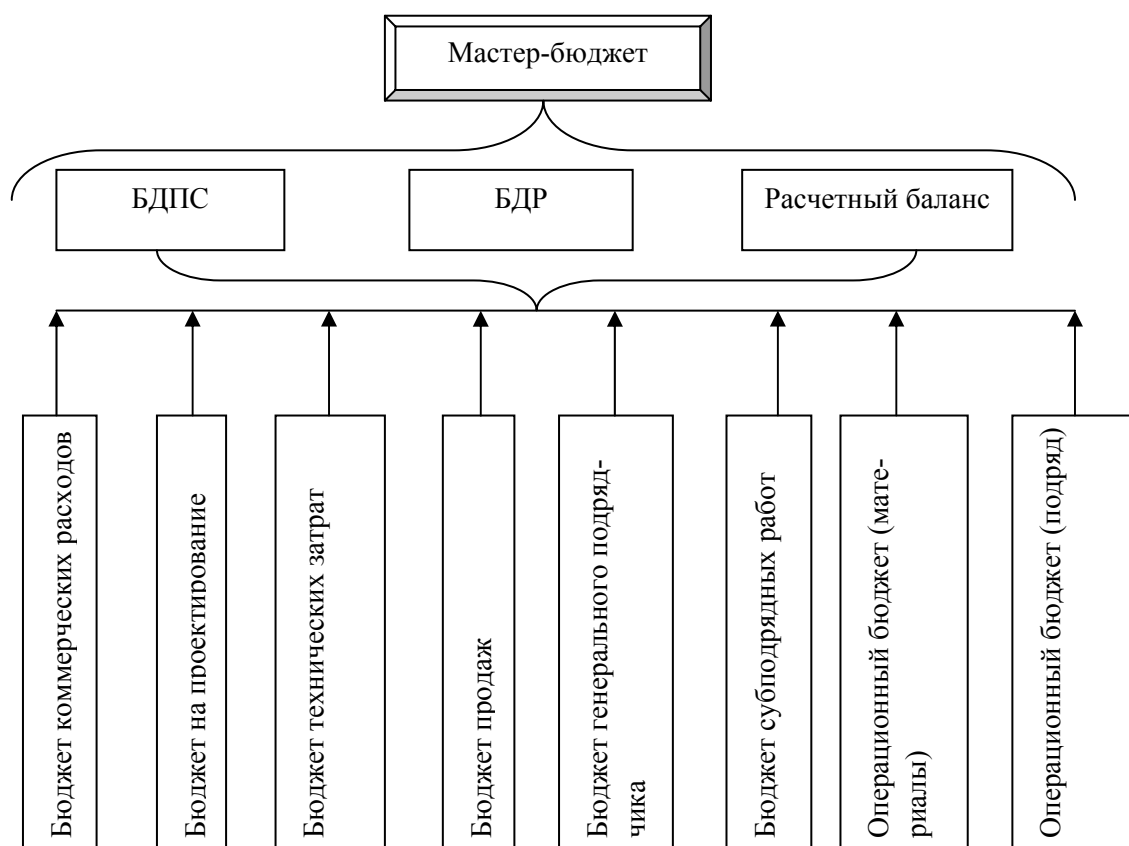 Мастер-бюджет
БДПС
БДР
Расчетный баланс
Бюджет коммерческих расходов
Бюджет на проектирование
Бюджет технических затрат
Бюджет продаж
Бюджет генерального подряд-
чика
Бюджет субподрядных работ
Операционный бюджет (мате-
риалы)
Операционный бюджет (подряд)